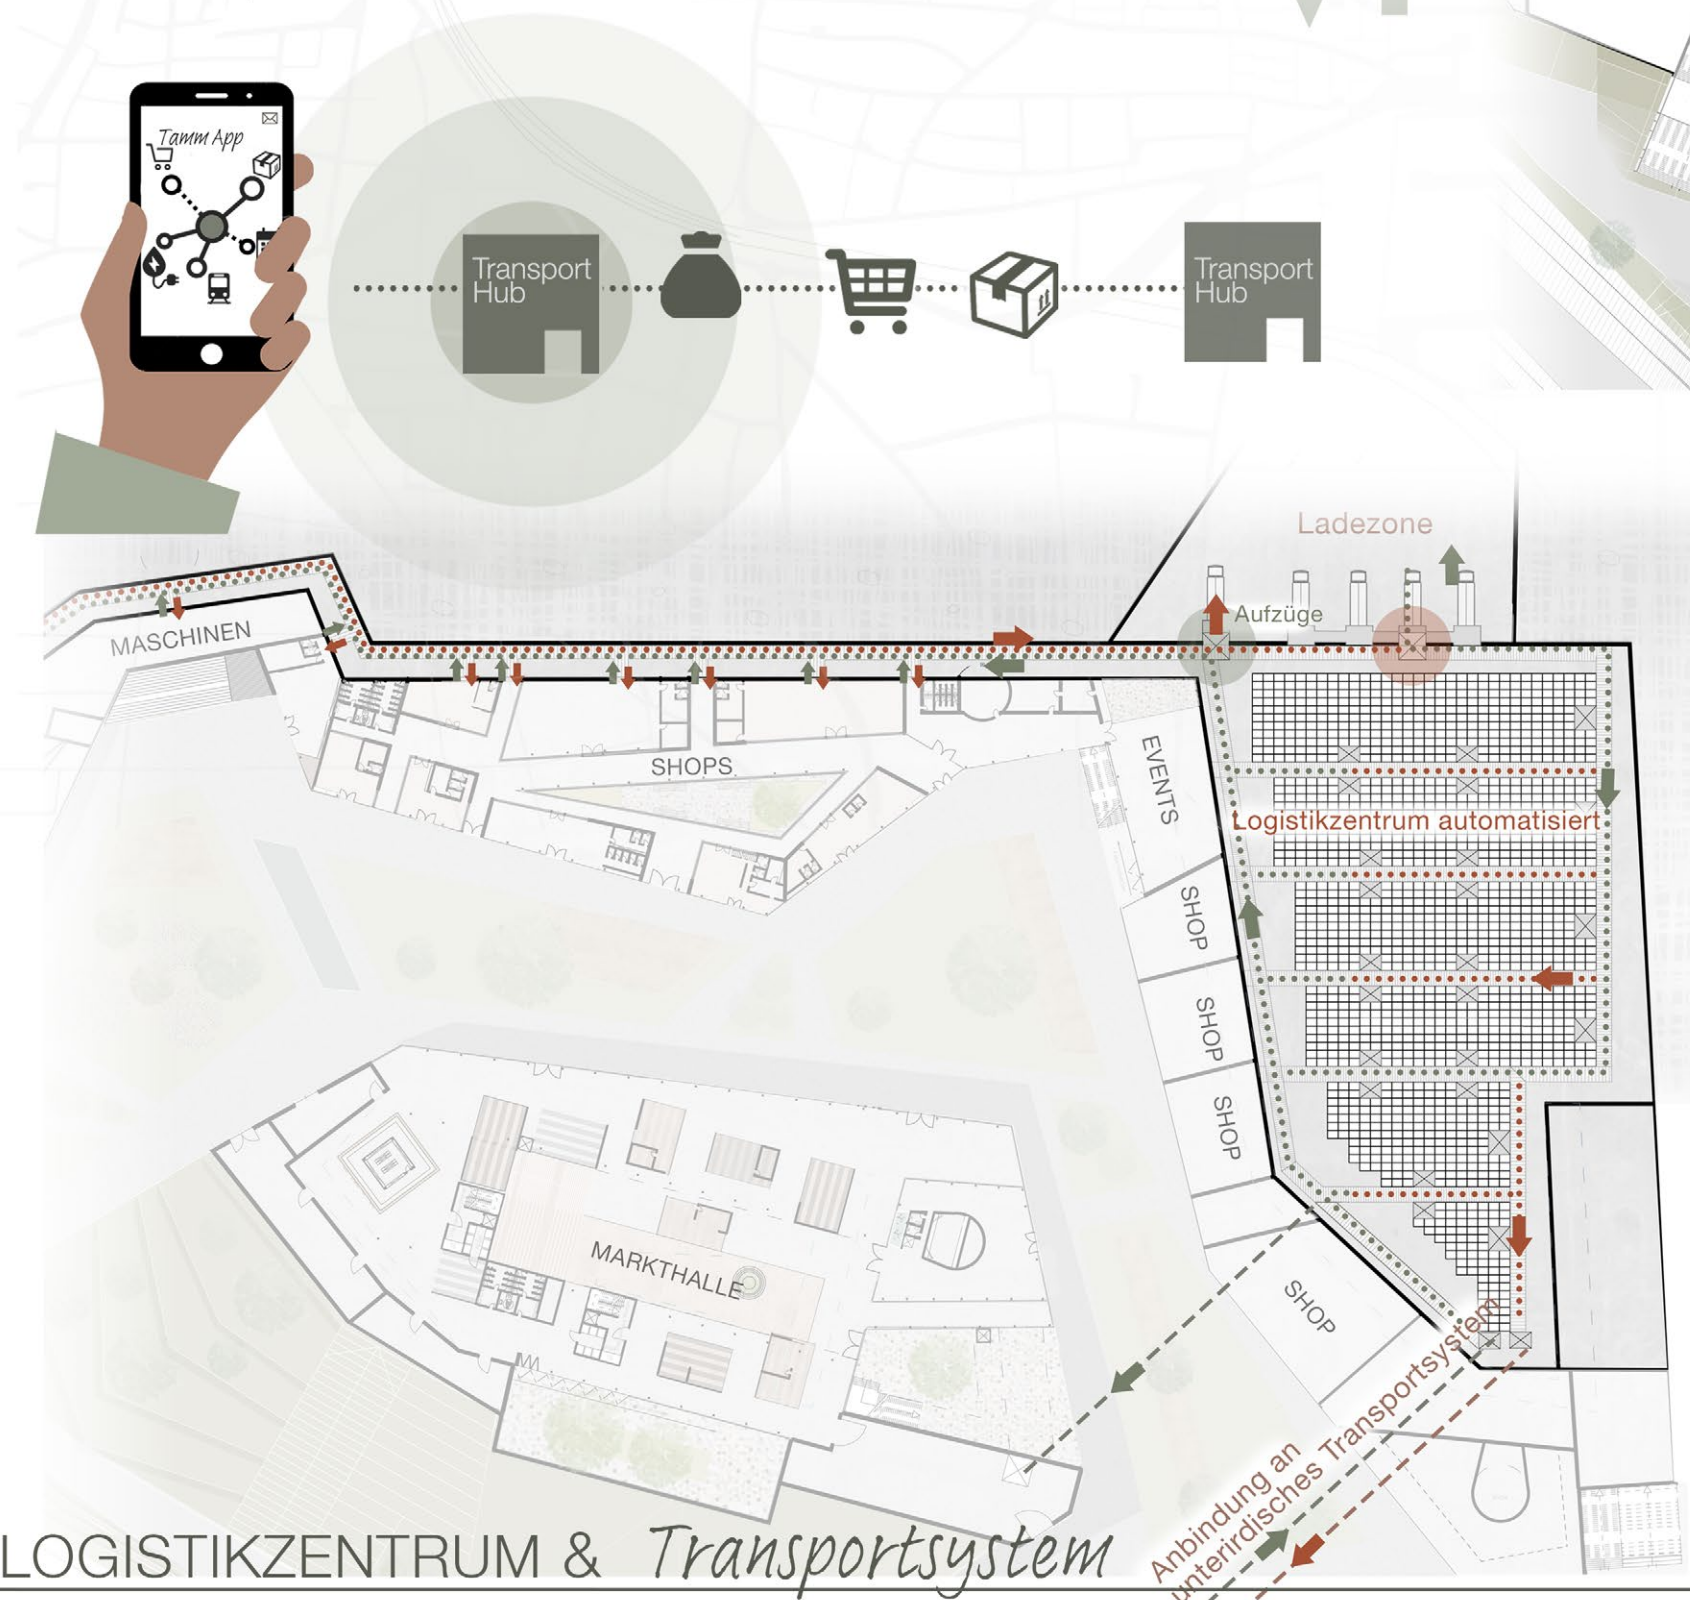 Tamm App
Transport
Hub
Transport
Hub
Ladezone
Aufzüge
MASCHINEN
SHOPS
EVENTS
Logistikzentrum automatisiert
SHOP
SHOP
SHOP
MARKTHALLE
SHOP
Anbindung an
unterirdisches Transportsystem
LOGISTIKZENTRUM & Transportsystem